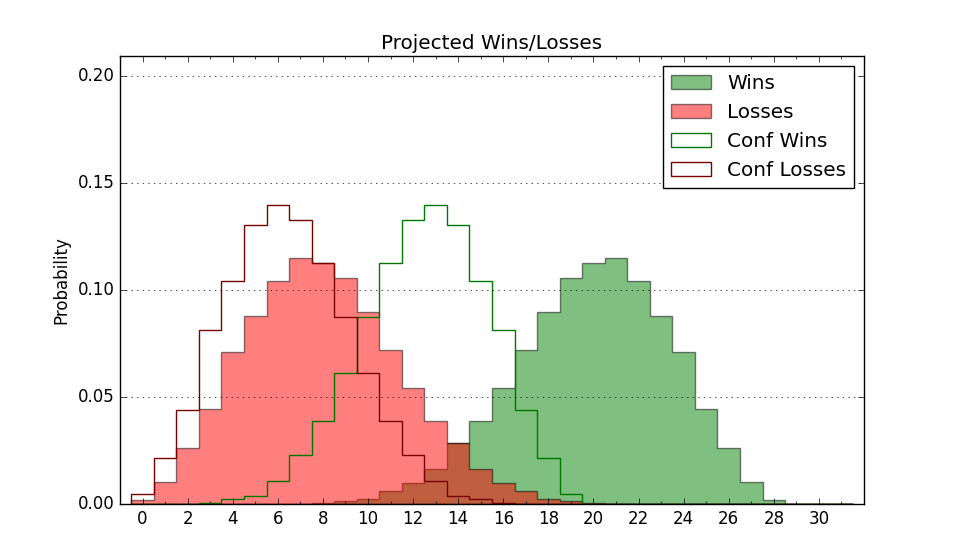 Projected Wins/Losses
0.20
0.15
0.10
0.05
0.00
Probability
Wins
Losses
Conf Wins
Conf Losses
0 2 4 6 8 10 12 14 16 18 20 22 24 26 28 30